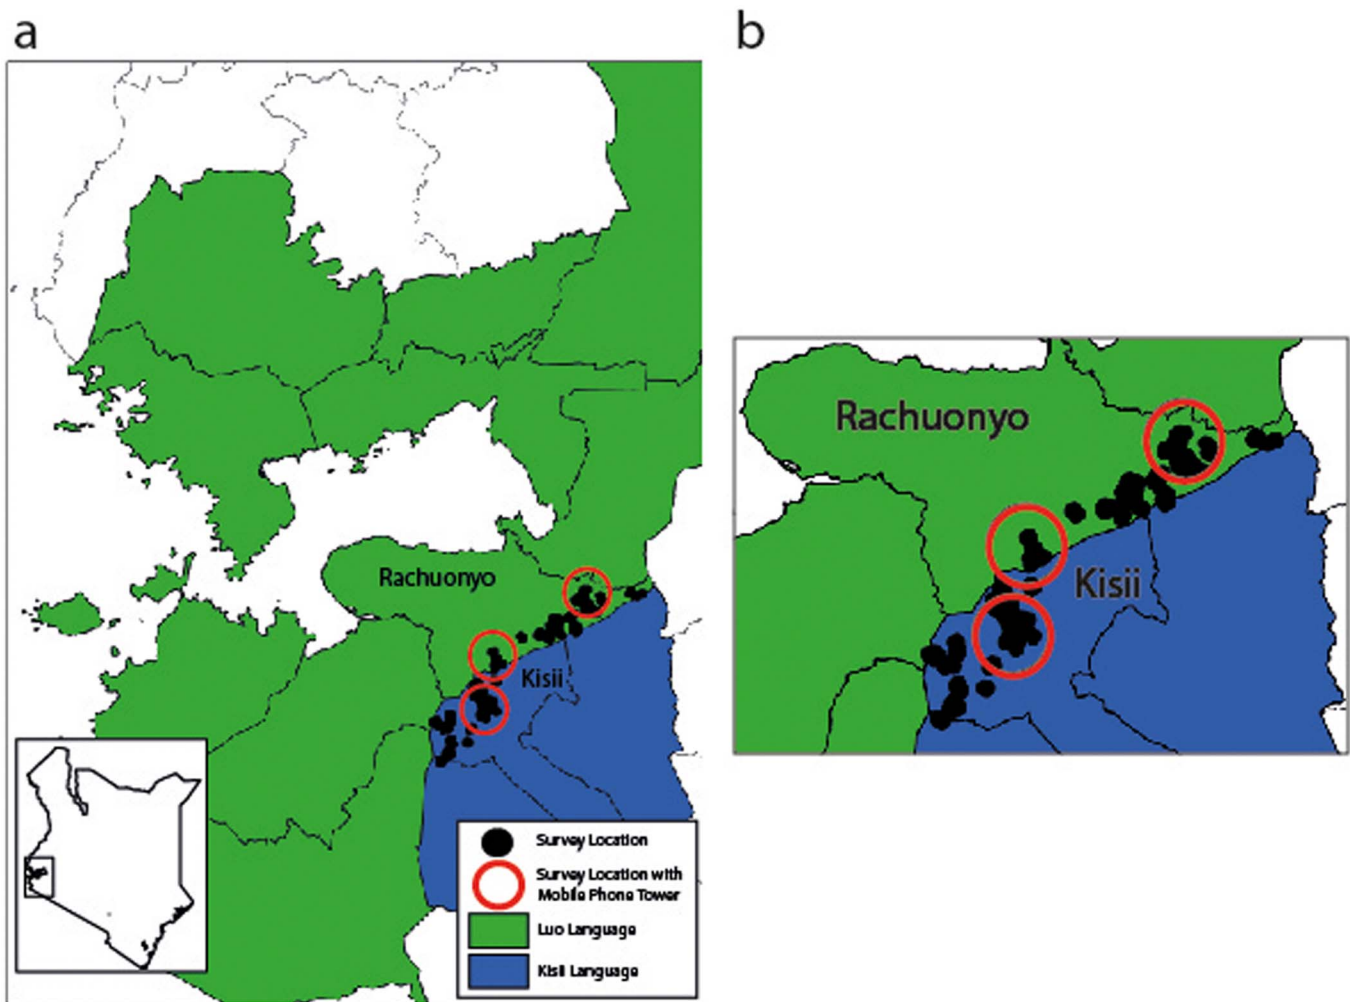 a
b
Rachuonyo
Kisii
Rachuonyo
Kisii
Survey Location
Survey Location with
Mobile Phone Tower
Luo Language
Kisii Language